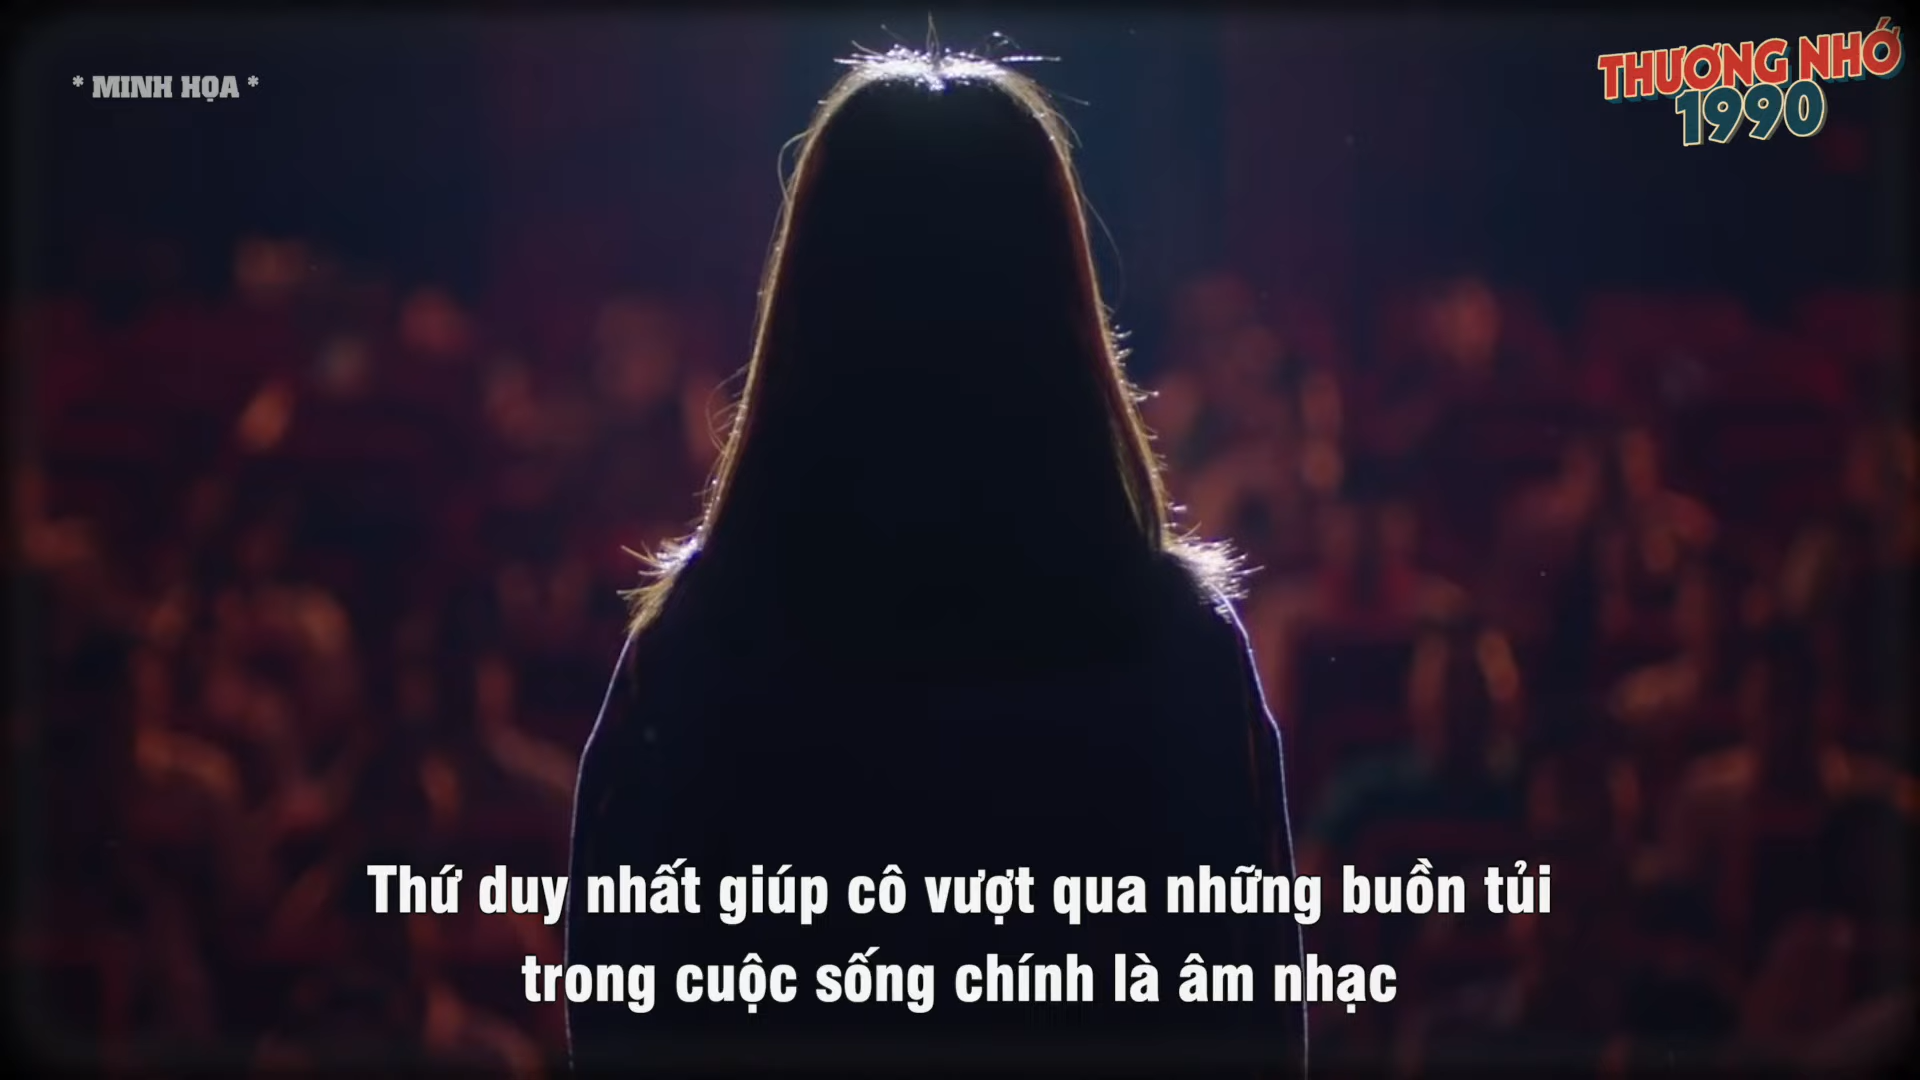 * MINH HỌA *
THƯƠNG NHỚ
1990
Thứ duy nhất giúp cô vượt qua những buồn tủi
trong cuộc sống chính là âm nhạc